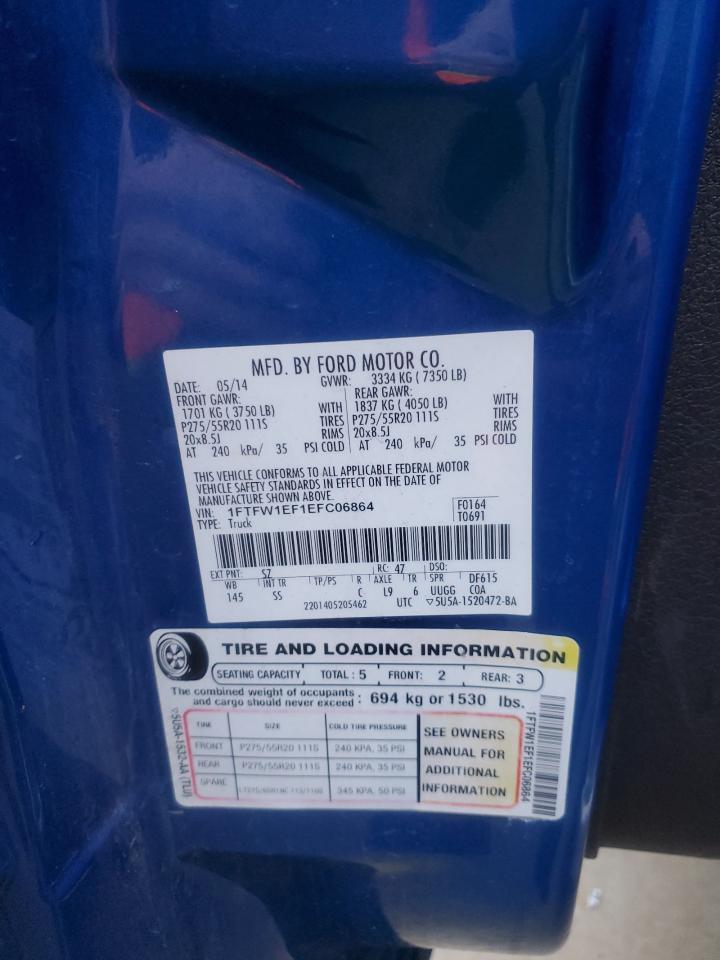 MFD. BY FORD MOTOR CO.
DATE: 05/14 GVWR: 3334 KG ( 7350 LB)
FRONT GAWR: REAR GAWR:
1701 KG ( 3750 LB) WITH 1837 KG ( 4050 LB) WITH
P275/55R20 111S TIRES P275/55R20 111S TIRES
20x8.5J RIMS 20x8.5J RIMS
AT 240 kPa/ 35 PSI COLD AT 240 kPa/ 35 PSI COLD
THIS VEHICLE CONFORMS TO ALL APPLICABLE FEDERAL MOTOR
VEHICLE SAFETY STANDARDS IN EFFECT ON THE DATE OF
MANUFACTURE SHOWN ABOVE.
VIN: 1FTFW1EF1EFC06864 F0164
TYPE: Truck T0691
EXT PNT: SZ RC: 47 DSO:
WB INT TR TP/PS R AXLE TR SPR DF615
145 SS C L9 6 UUGG COA
2201405205462 UTC ▽5U5A-1520472-BA
TIRE AND LOADING INFORMATION
SEATING CAPACITY TOTAL : 5 FRONT: 2 REAR: 3
The combined weight of occupants
and cargo should never exceed : 694 kg or 1530 lbs.
TIRE SIZE COLD TIRE PRESSURE
FRONT P275/55R20 111S 240 KPA, 35 PSI
REAR P275/55R20 111S 240 KPA, 35 PSI
SPARE 345 KPA, 50 PSI
SEE OWNERS
MANUAL FOR
ADDITIONAL
INFORMATION
▽5U5A-1532-AA (TLU)
1FTFW1EF1EFC06864